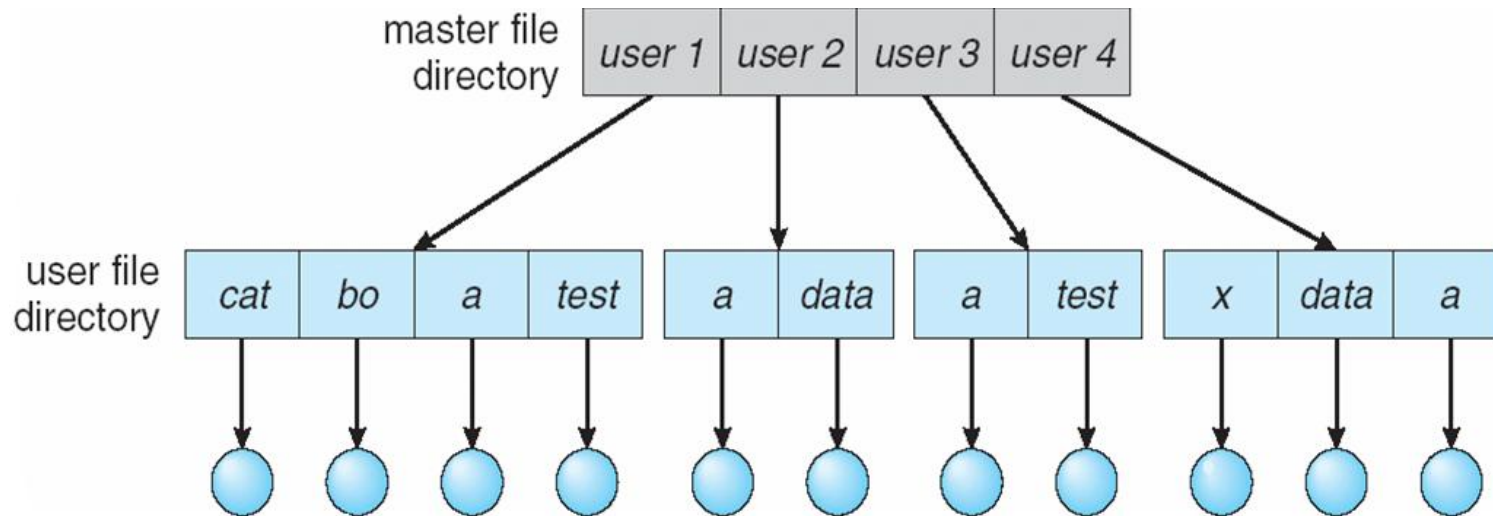 master file
directory
user 1 user 2 user 3 user 4
user file
directory
cat bo a test a data a test x data a